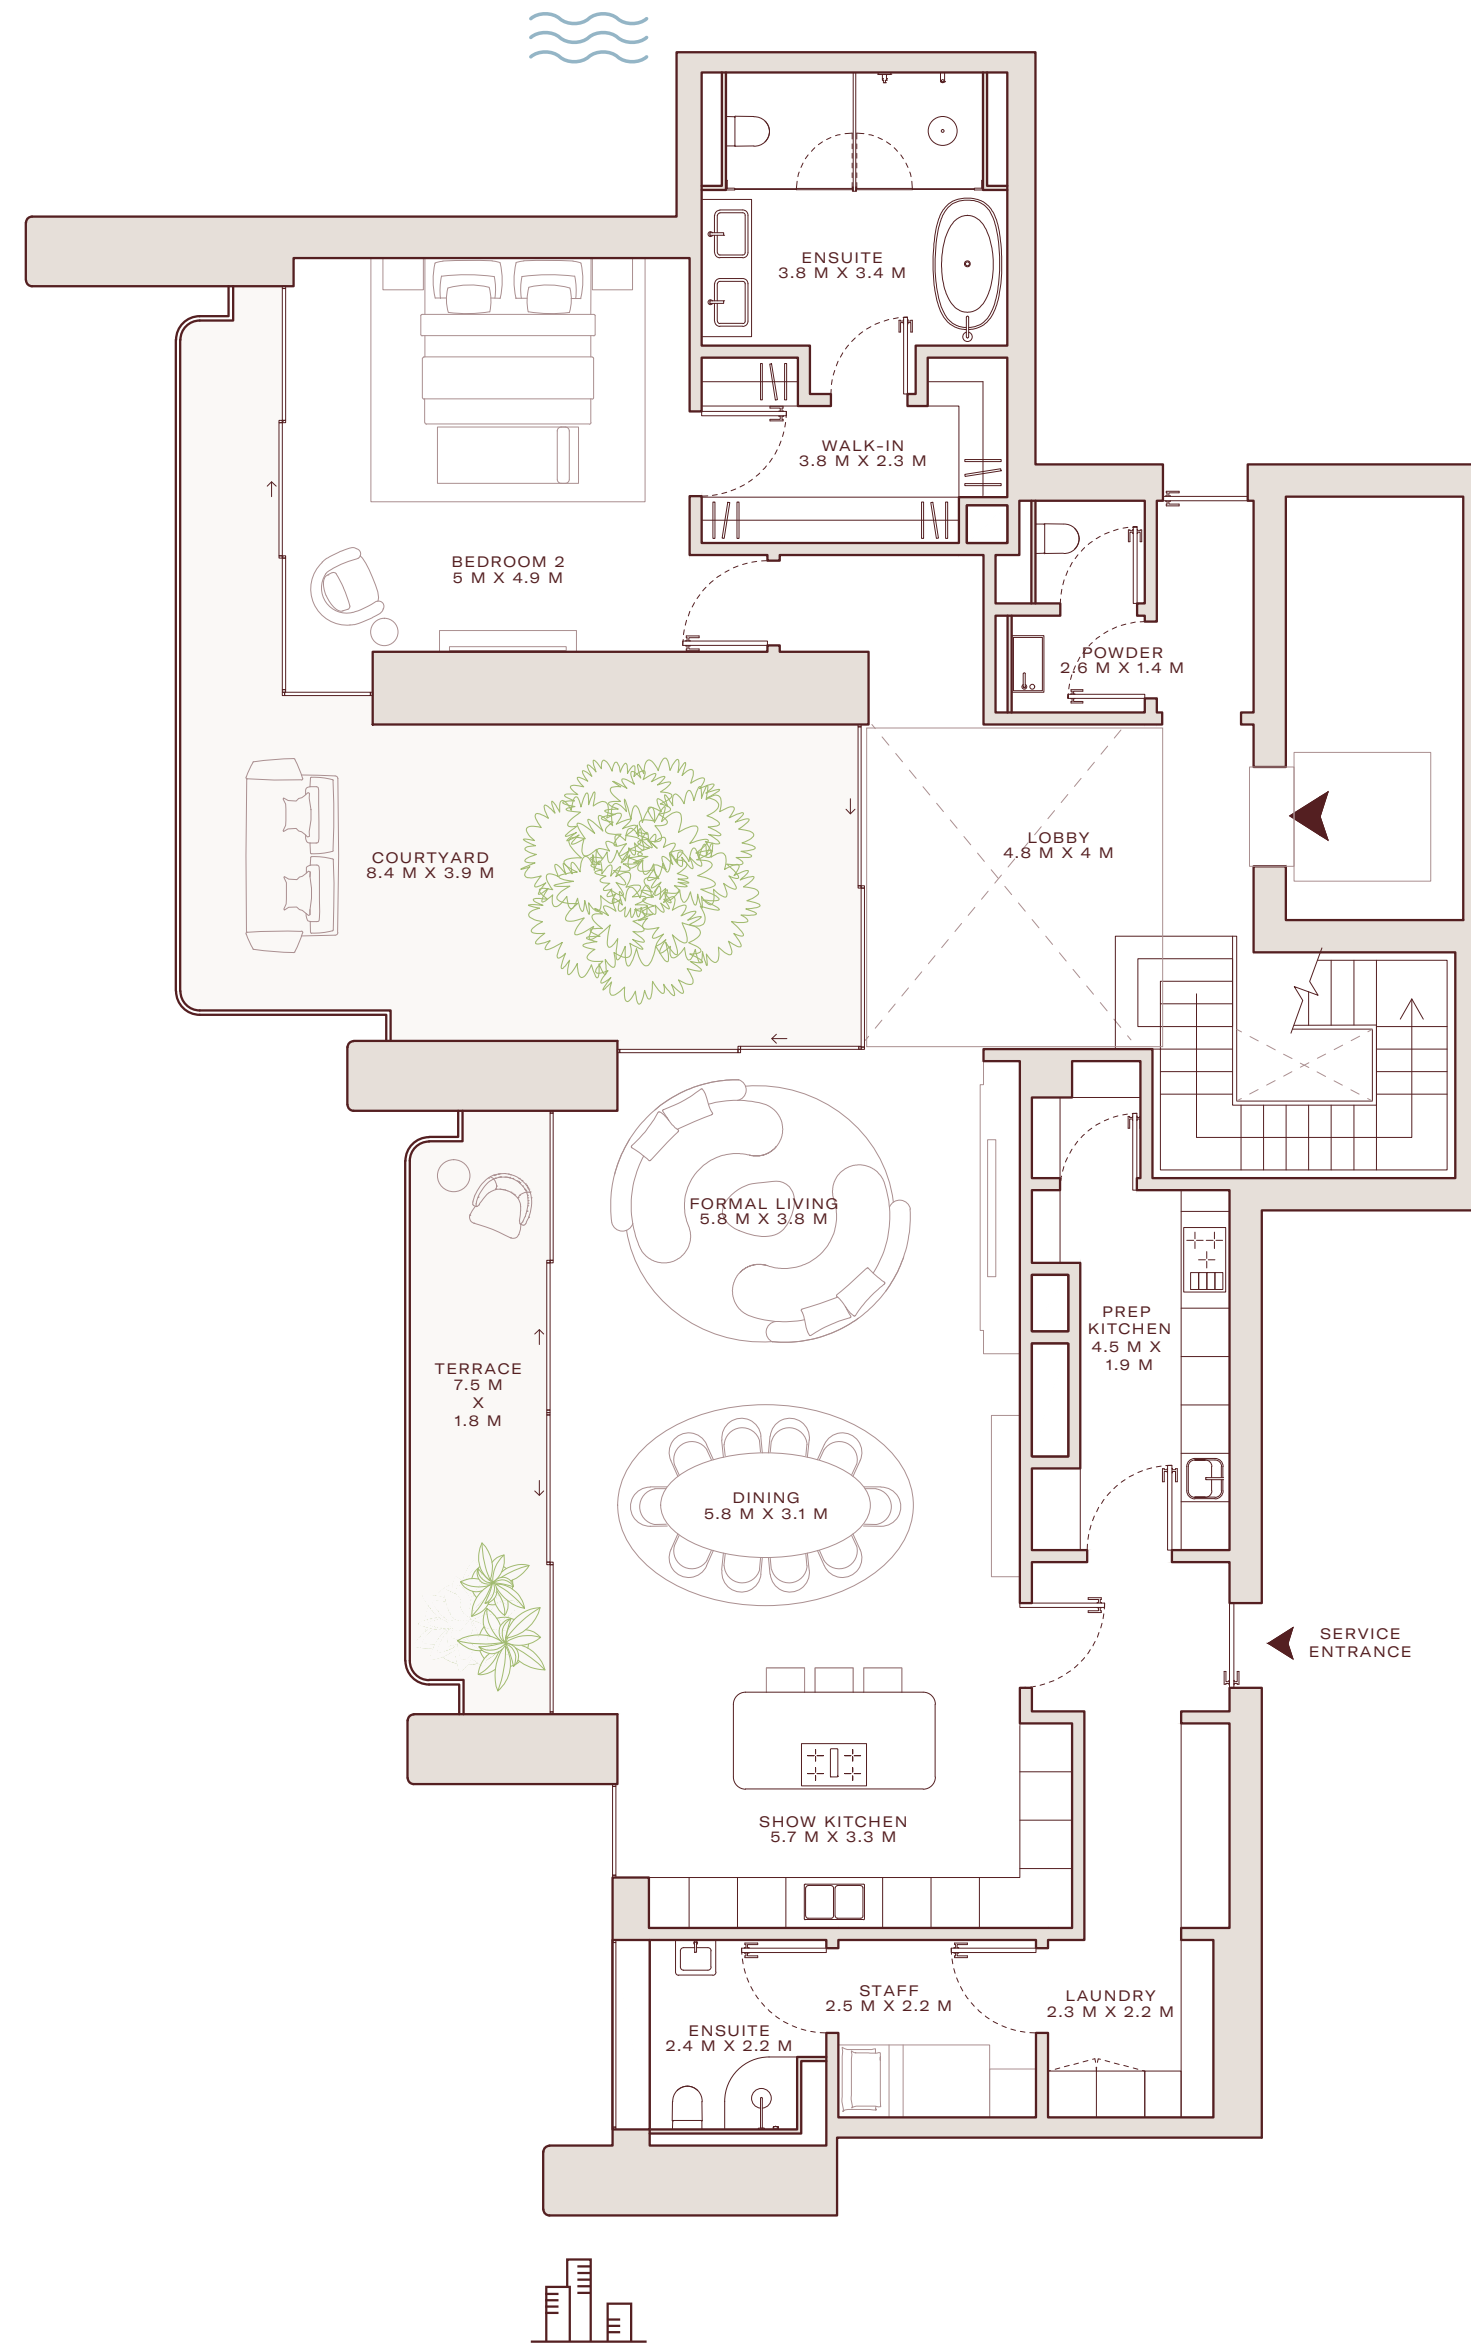 ENSUITE
3.8 M X 3.4 M
WALK-IN
3.8 M X 2.3 M
BEDROOM 2
5 M X 4.9 M
POWDER
2.6 M X 1.4 M
LOBBY
4.8 M X 4 M
COURTYARD
8.4 M X 3.9 M
FORMAL LIVING
5.8 M X 3.8 M
PREP
KITCHEN
4.5 M X
1.9 M
TERRACE
7.5 M
X
1.8 M
DINING
5.8 M X 3.1 M
SERVICE
ENTRANCE
SHOW KITCHEN
5.7 M X 3.3 M
STAFF
2.5 M X 2.2 M
LAUNDRY
2.3 M X 2.2 M
ENSUITE
2.4 M X 2.2 M